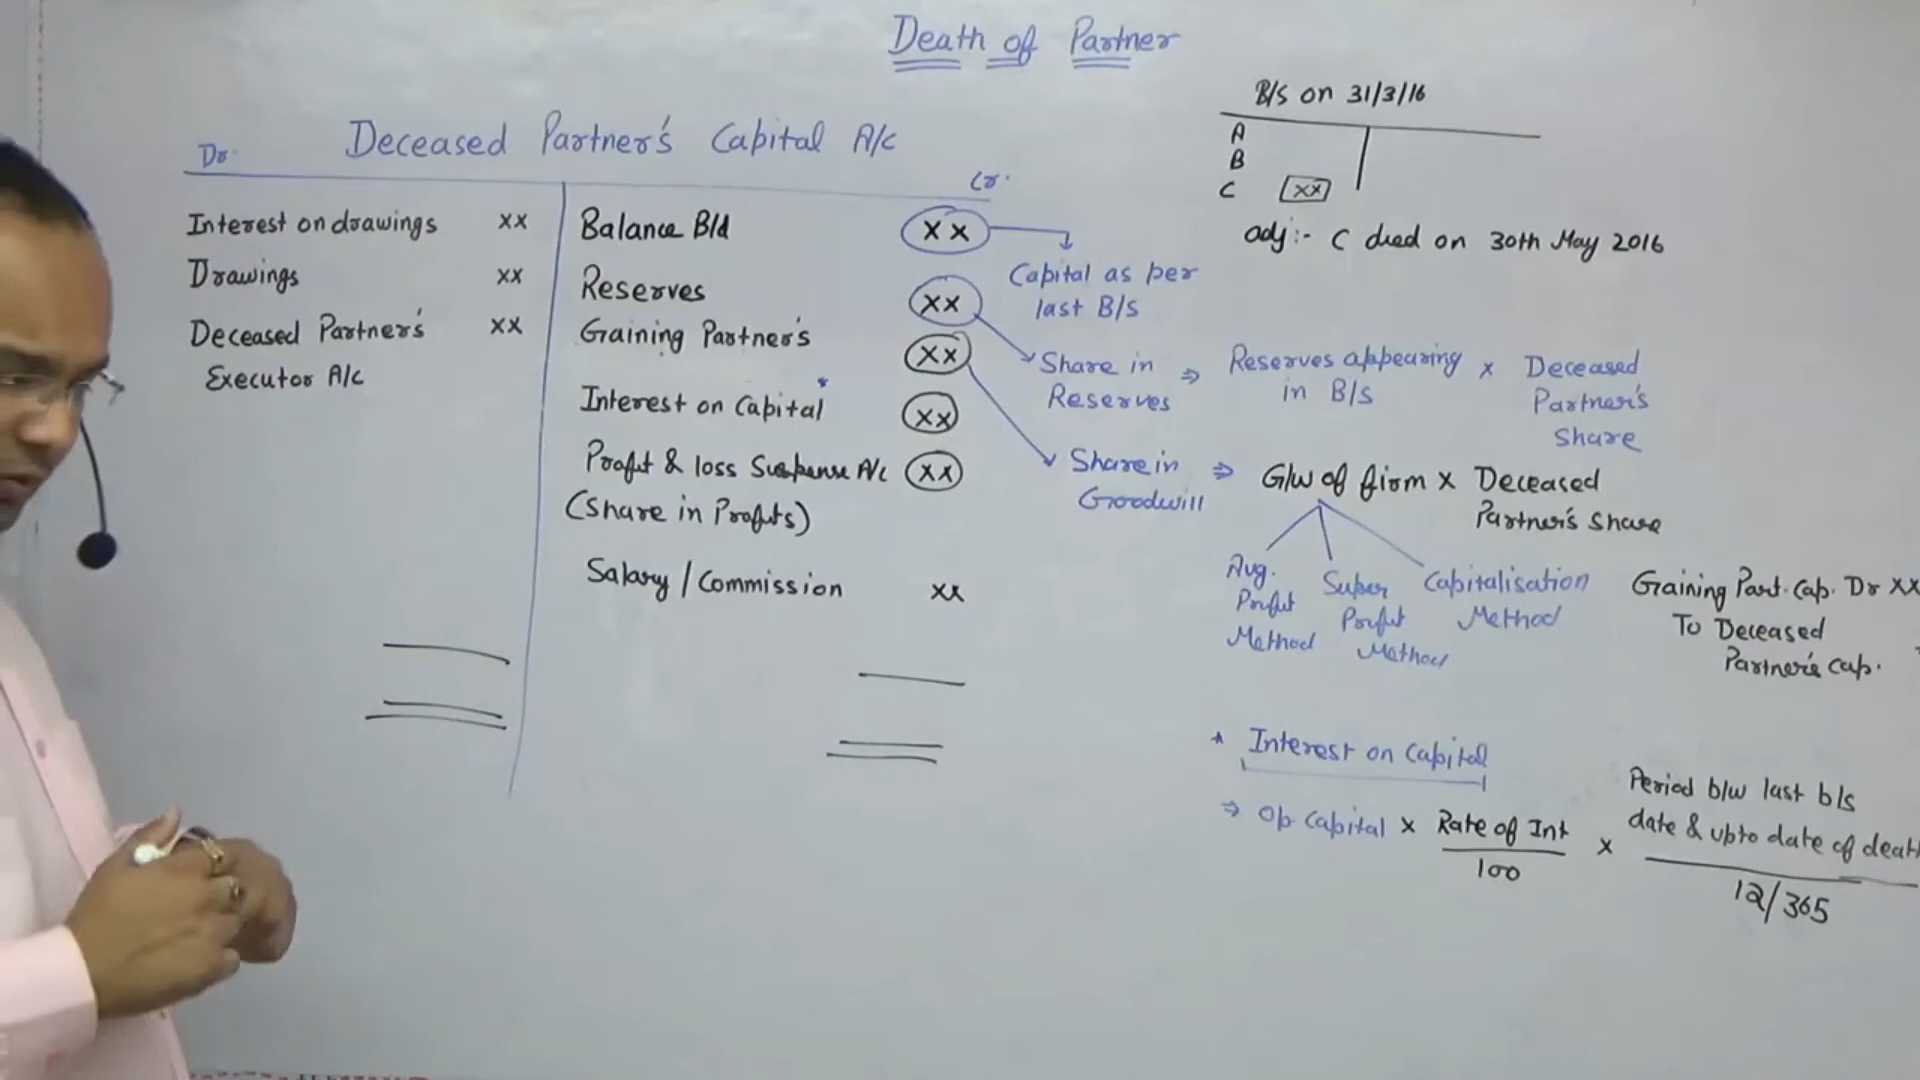 Death of Partner
Deceased Partner's Capital A/c
Dr.
Cr.
Interest on drawings xx
Drawings xx
Deceased Partner's xx
Executor A/c
Balance B/d xx
Reserves xx
Gaining Partner's xx
Interest on Capital * xx
Profit & loss Suspense A/c xx
(Share in Profits)
Salary / Commission xx
Capital as per
last B/s
Share in
Reserves
⇒ Reserves appearing
in B/s
× Deceased
Partner's
Share
Share in
Goodwill
⇒ G/w of firm × Deceased
Partner's Share
Avg.
Profit
Method
Super
Profit
Method
Capitalisation
Method
Gaining Part. Cap. Dr XX
To Deceased
Partner's Cap.
B/s on 31/3/16
A
B
C xx
adj:- C died on 30th May 2016
* Interest on Capital
⇒ Op. Capital × Rate of Int
100
× Period b/w last b/s
date & upto date of death
12/365